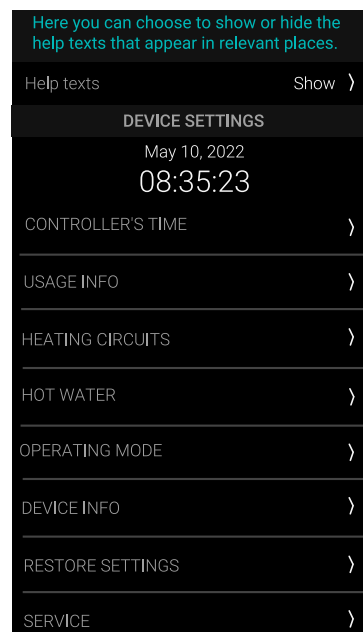 Here you can choose to show or hide the
help texts that appear in relevant places.
Help texts Show
DEVICE SETTINGS
May 10, 2022
08:35:23
CONTROLLER'S TIME
USAGE INFO
HEATING CIRCUITS
HOT WATER
OPERATING MODE
DEVICE INFO
RESTORE SETTINGS
SERVICE